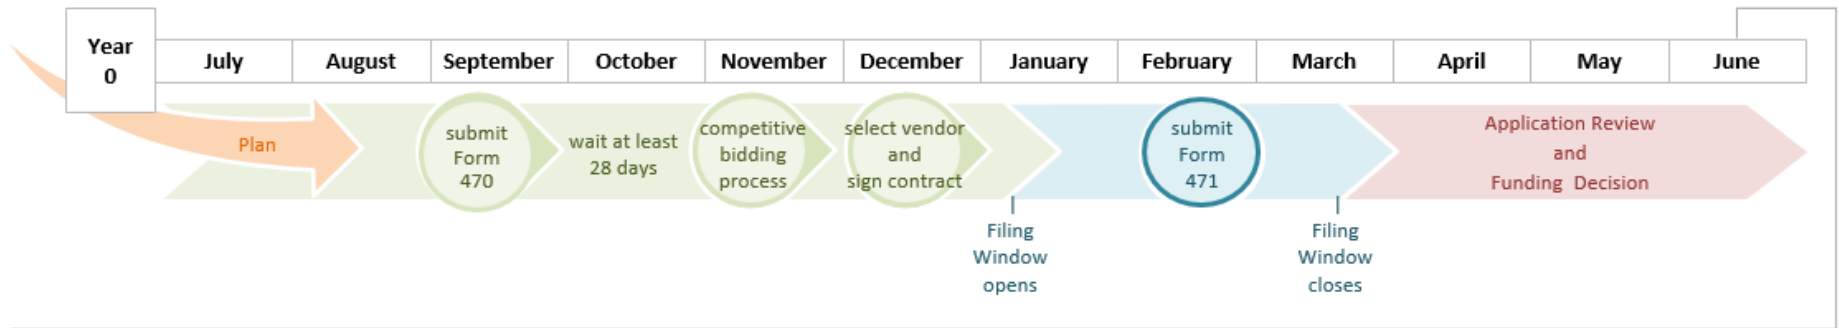 Year
0
July August September October November December January February March April May June
Plan
submit
Form
470
wait at least
28 days
competitive
bidding
process
select vendor
and
sign contract
submit
Form
471
Application Review
and
Funding Decision
Filing
Window
opens
Filing
Window
closes